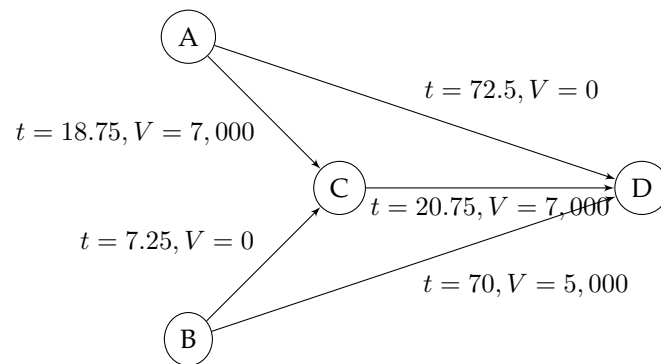 A
t = 72.5, V = 0
t = 18.75, V = 7, 000
C
D
t = 20.75, V = 7, 000
t = 7.25, V = 0
t = 70, V = 5, 000
B